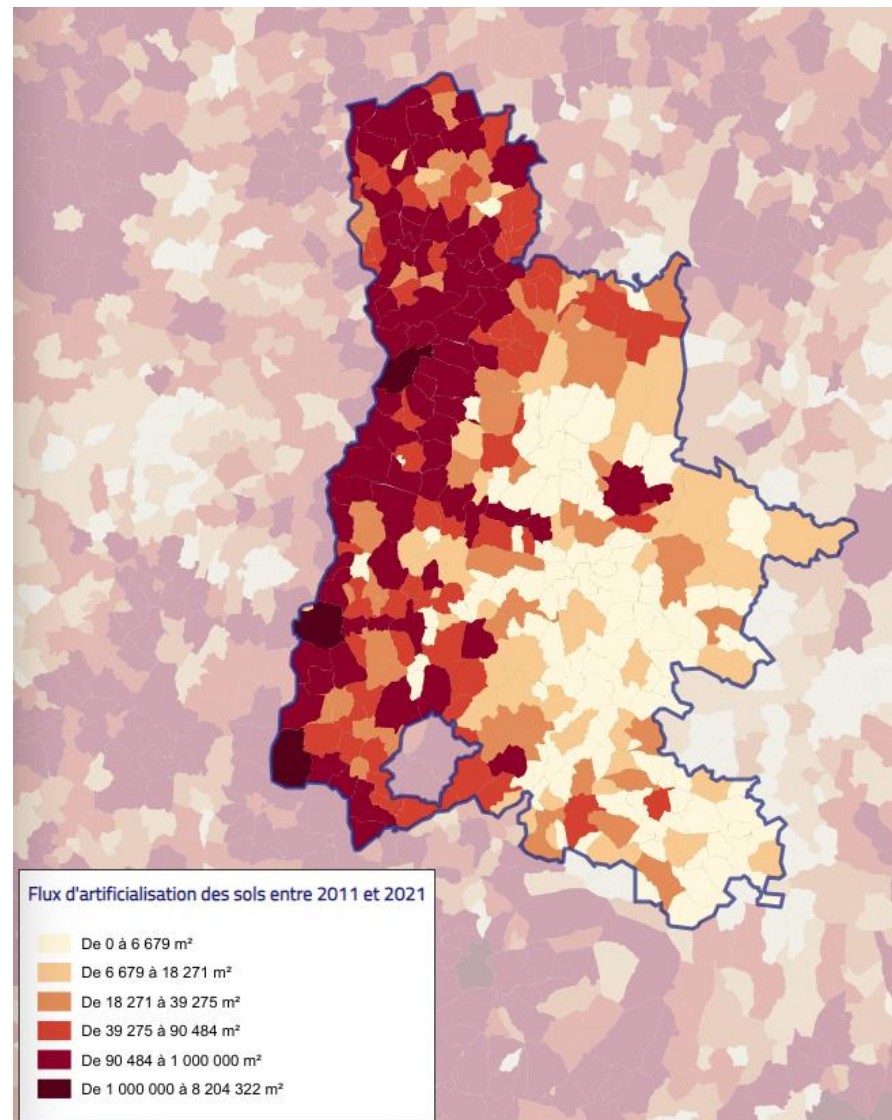 Flux d'artificialisation des sols entre 2011 et 2021
De 0 à 6 679 m²
De 6 679 à 18 271 m²
De 18 271 à 39 275 m²
De 39 275 à 90 484 m²
De 90 484 à 1 000 000 m²
De 1 000 000 à 8 204 322 m²